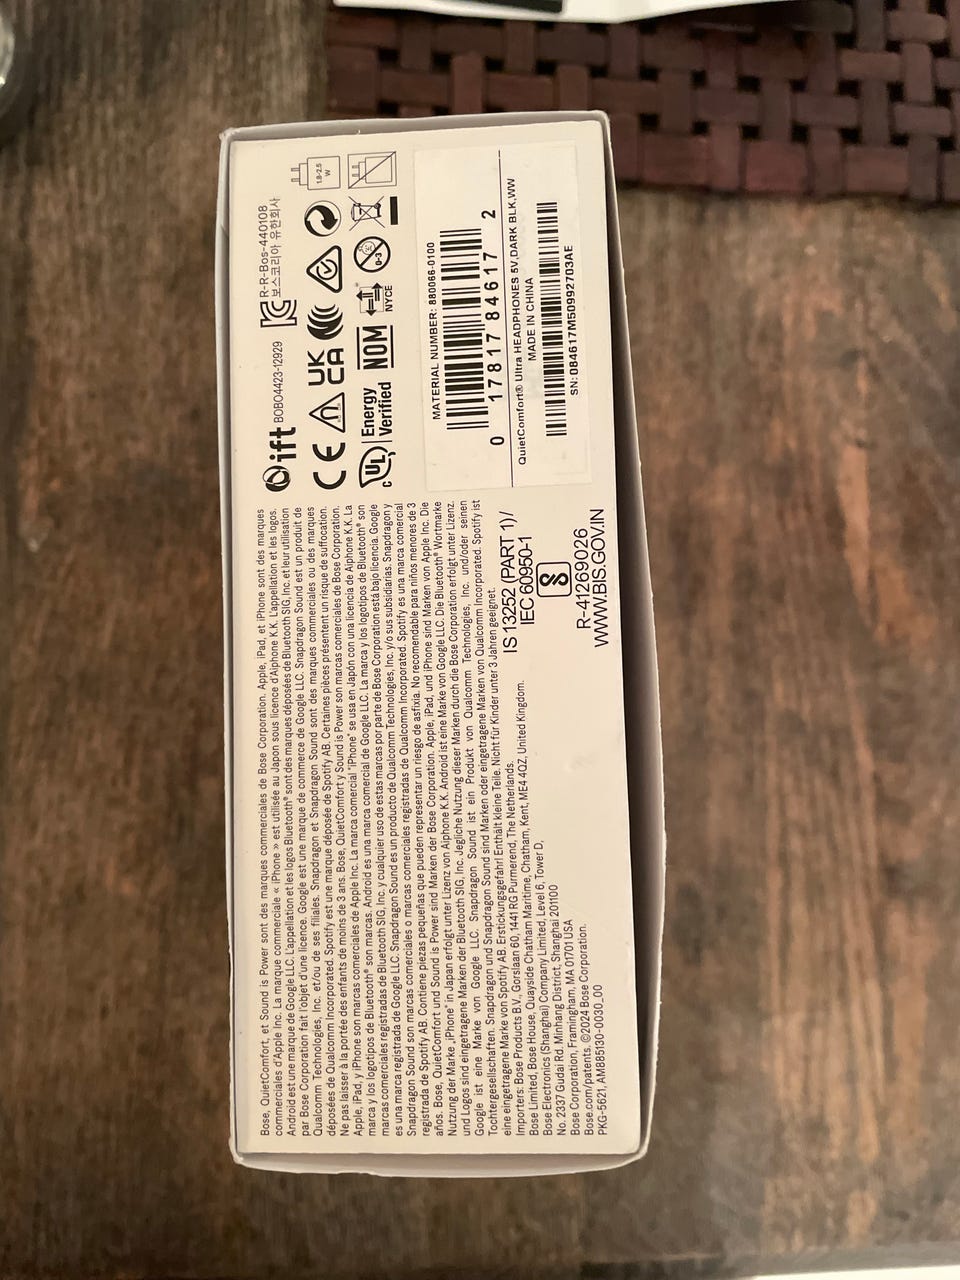 Bose, QuietComfort, et Sound is Power sont des marques commerciales de Bose Corporation. Apple, iPad, et iPhone sont des marques
commerciales d'Apple Inc. La marque commerciale « iPhone » est utilisée au Japon sous licence d'Aiphone K.K. L'appellation et les logos.
Android est une marque de Google LLC. L'appellation et les logos Bluetooth® sont des marques déposées de Bluetooth SIG, Inc. et leur utilisation
par Bose Corporation fait l'objet d'une licence. Google est une marque de commerce de Google LLC. Snapdragon Sound est un produit de
Qualcomm Technologies, Inc. et/ou de ses filiales. Snapdragon et Snapdragon Sound sont des marques commerciales ou des marques
déposées de Qualcomm Incorporated. Spotify est une marque déposée de Spotify AB. Certaines pièces présentent un risque de suffocation.
Ne pas laisser à la portée des enfants de moins de 3 ans. Bose, QuietComfort y Sound is Power son marcas comerciales de Bose Corporation.
Apple, iPad, y iPhone son marcas comerciales de Apple Inc. La marca comercial "iPhone" se usa en Japón con una licencia de Aiphone K.K. La
marca y los logotipos de Bluetooth® son marcas. Android es una marca comercial de Google LLC. La marca y los logotipos de Bluetooth® son
marcas comerciales registradas de Bluetooth SIG, Inc. y cualquier uso de estas marcas por parte de Bose Corporation está bajo licencia. Google
es una marca registrada de Google LLC. Snapdragon Sound es un producto de Qualcomm Technologies, Inc. y/o sus subsidiarias. Snapdragon y
Snapdragon Sound son marcas comerciales o marcas comerciales registradas de Qualcomm Incorporated. Spotify es una marca comercial
registrada de Spotify AB. Contiene piezas pequeñas que pueden representar un riesgo de asfixia. No recomendable para niños menores de 3
años. Bose, QuietComfort und Sound is Power sind Marken der Bose Corporation. Apple, iPad, und iPhone sind Marken von Apple Inc. Die
Nutzung der Marke „iPhone" in Japan erfolgt unter Lizenz von Aiphone K.K. Android ist eine Marke von Google LLC. Die Bluetooth® Wortmarke
und Logos sind eingetragene Marken der Bluetooth SIG, Inc. Jegliche Nutzung dieser Marken durch die Bose Corporation erfolgt unter Lizenz.
Google ist eine Marke von Google LLC. Snapdragon Sound ist ein Produkt von Qualcomm Technologies, Inc. und/oder seinen
Tochtergesellschaften. Snapdragon und Snapdragon Sound sind Marken oder eingetragene Marken von Qualcomm Incorporated. Spotify ist
eine eingetragene Marke von Spotify AB. Erstickungsgefahr! Enthält kleine Teile. Nicht für Kinder unter 3 Jahren geeignet.
Importers: Bose Products B.V., Gorslaan 60, 1441 RG Purmerend, The Netherlands.
Bose Limited, Bose House, Quayside Chatham Maritime, Chatham, Kent, ME4 4QZ, United Kingdom.
Bose Electronics (Shanghai) Company Limited, Level 6, Tower D,
No. 2337 Gudai Rd. Minhang District, Shanghai 201100
Bose Corporation, Framingham, MA 01701 USA
Bose.com/patents. ©2024 Bose Corporation.
PKG-5621, AM885130-0030_00
IS 13252 (PART 1)/
IEC 60950-1
R-41269026
WWW.BIS.GOV.IN
ift BOBO4423-12929
R-R-Bos-440108
보스코리아 유한회사
CE UK CA
1.8-2.5
W
c UL Energy Verified
NOM
NYCE
0-3
MATERIAL NUMBER: 880066-0100
0 17817 84617 2
QuietComfort® Ultra HEADPHONES 5V,DARK BLK,WW
MADE IN CHINA
SN: 084617M50992703AE